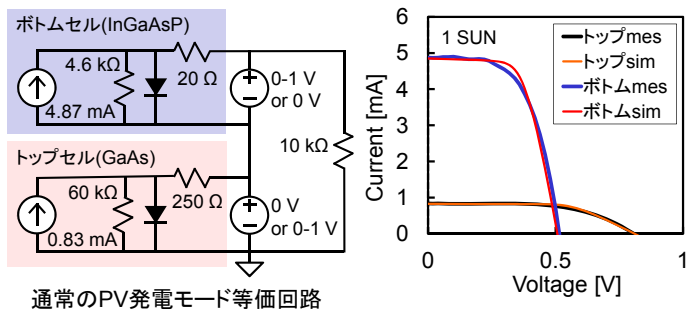 ボトムセル(InGaAsP)
4.6 kΩ
4.87 mA
20 Ω
0-1 V
or 0 V
10 kΩ
トップセル(GaAs)
60 kΩ
0.83 mA
250 Ω
0 V
or 0-1 V
通常のPV発電モード等価回路
1 SUN
トップmes
トップsim
ボトムmes
ボトムsim
Current [mA]
6
5
4
3
2
1
0
0
0.5
1
Voltage [V]